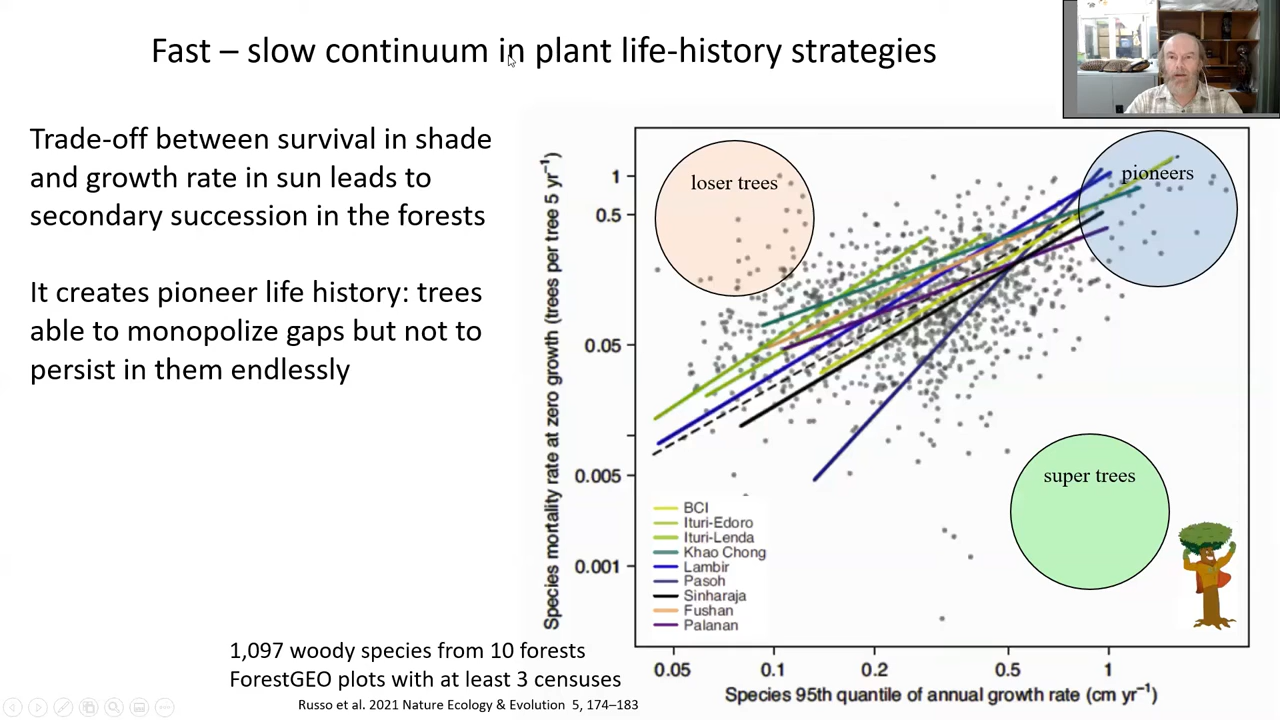 Fast – slow continuum in plant life-history strategies
Trade-off between survival in shade
and growth rate in sun leads to
secondary succession in the forests
It creates pioneer life history: trees
able to monopolize gaps but not to
persist in them endlessly
Species mortality rate at zero growth (trees per tree 5 yr⁻¹)
1
0.5
0.05
0.005
0.001
loser trees
pioneers
super trees
BCI
Ituri-Edoro
Ituri-Lenda
Khao Chong
Lambir
Pasoh
Sinharaja
Fushan
Palanan
0.05 0.1 0.2 0.5 1
Species 95th quantile of annual growth rate (cm yr⁻¹)
1,097 woody species from 10 forests
ForestGEO plots with at least 3 censuses
Russo et al. 2021 Nature Ecology & Evolution 5, 174–183